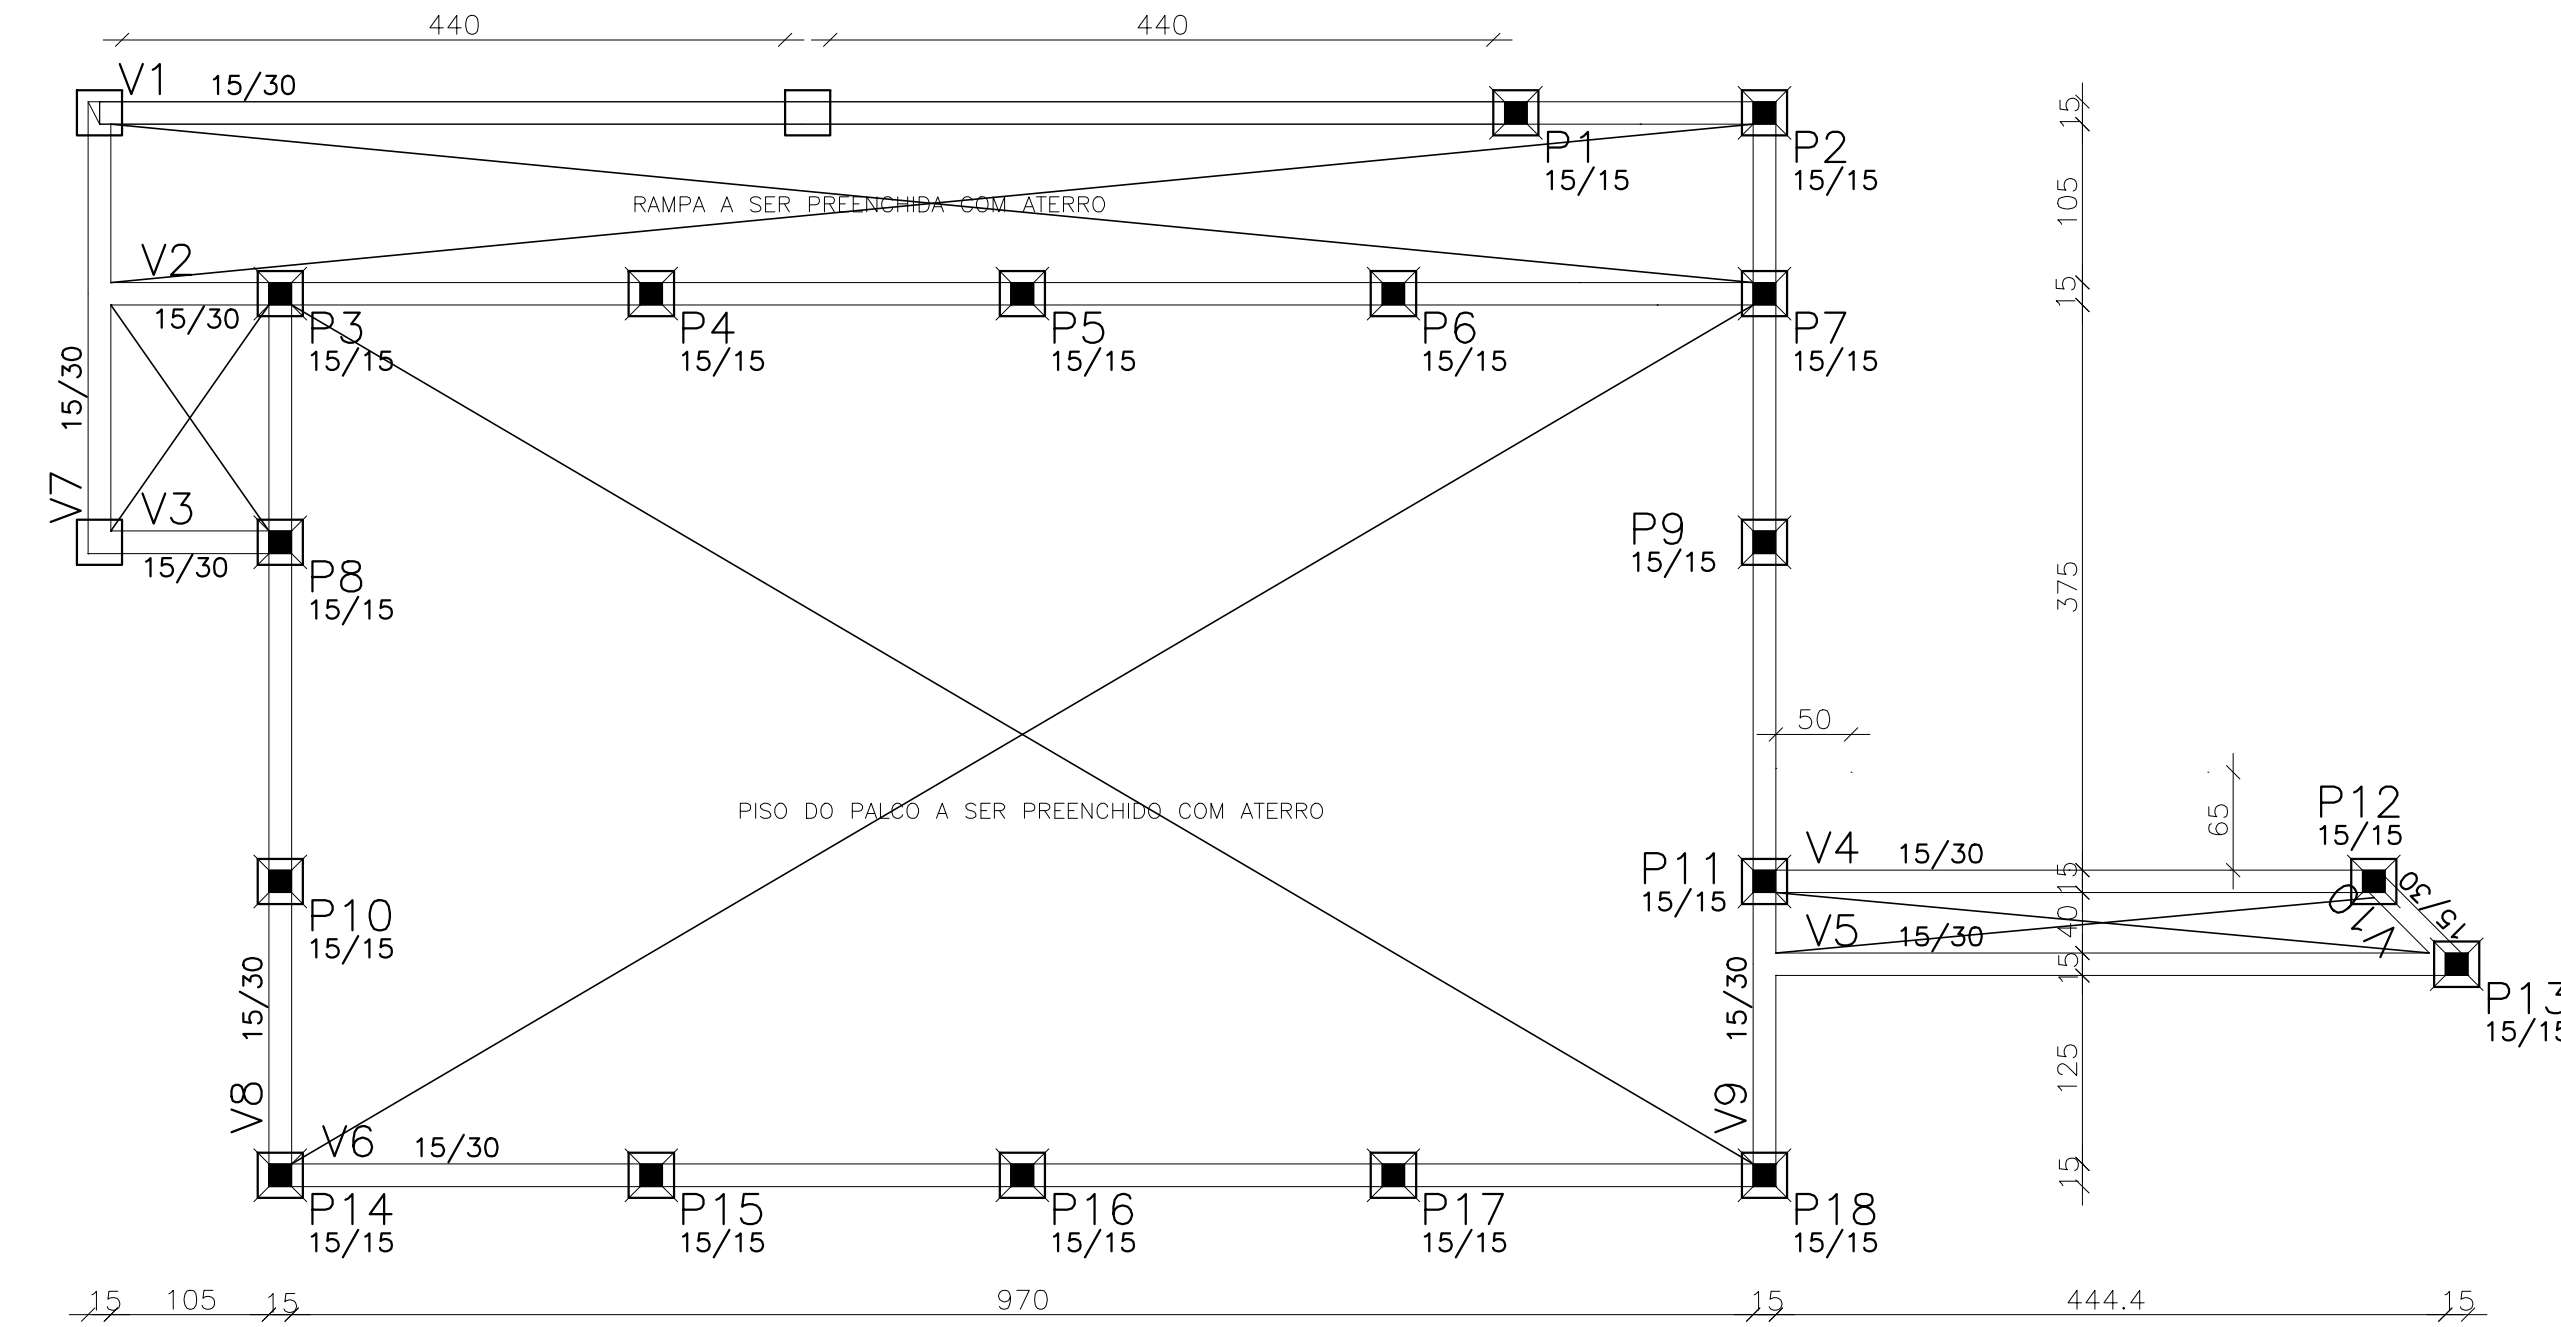 440 440
V1 15/30
P1
15/15
P2
15/15
15
105
RAMPA A SER PREENCHIDA COM ATERRO
V2
15/30
P3
15/15
P4
15/15
P5
15/15
P6
15/15
P7
15/15
15
15/30
V7
V3
15/30
P8
15/15
P9
15/15
375
50
PISO DO PALCO A SER PREENCHIDO COM ATERRO
65
P12
15/15
P11
15/15
V4 15/30
15
V10
15/30
40
V5 15/30
15
P10
15/15
15/30
V8
15/30
V9
P13
15/15
125
V6 15/30
15
P14
15/15
P15
15/15
P16
15/15
P17
15/15
P18
15/15
15 105 15 970 15 444.4 15